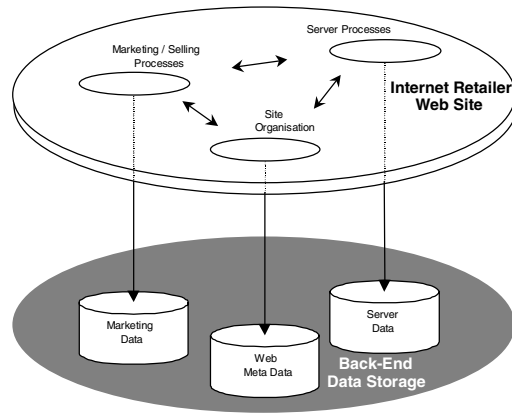 Server Processes
Marketing / Selling
Processes
Internet Retailer
Web Site
Site
Organisation
Server
Data
Marketing
Data
Web
Meta Data
Back-End
Data Storage